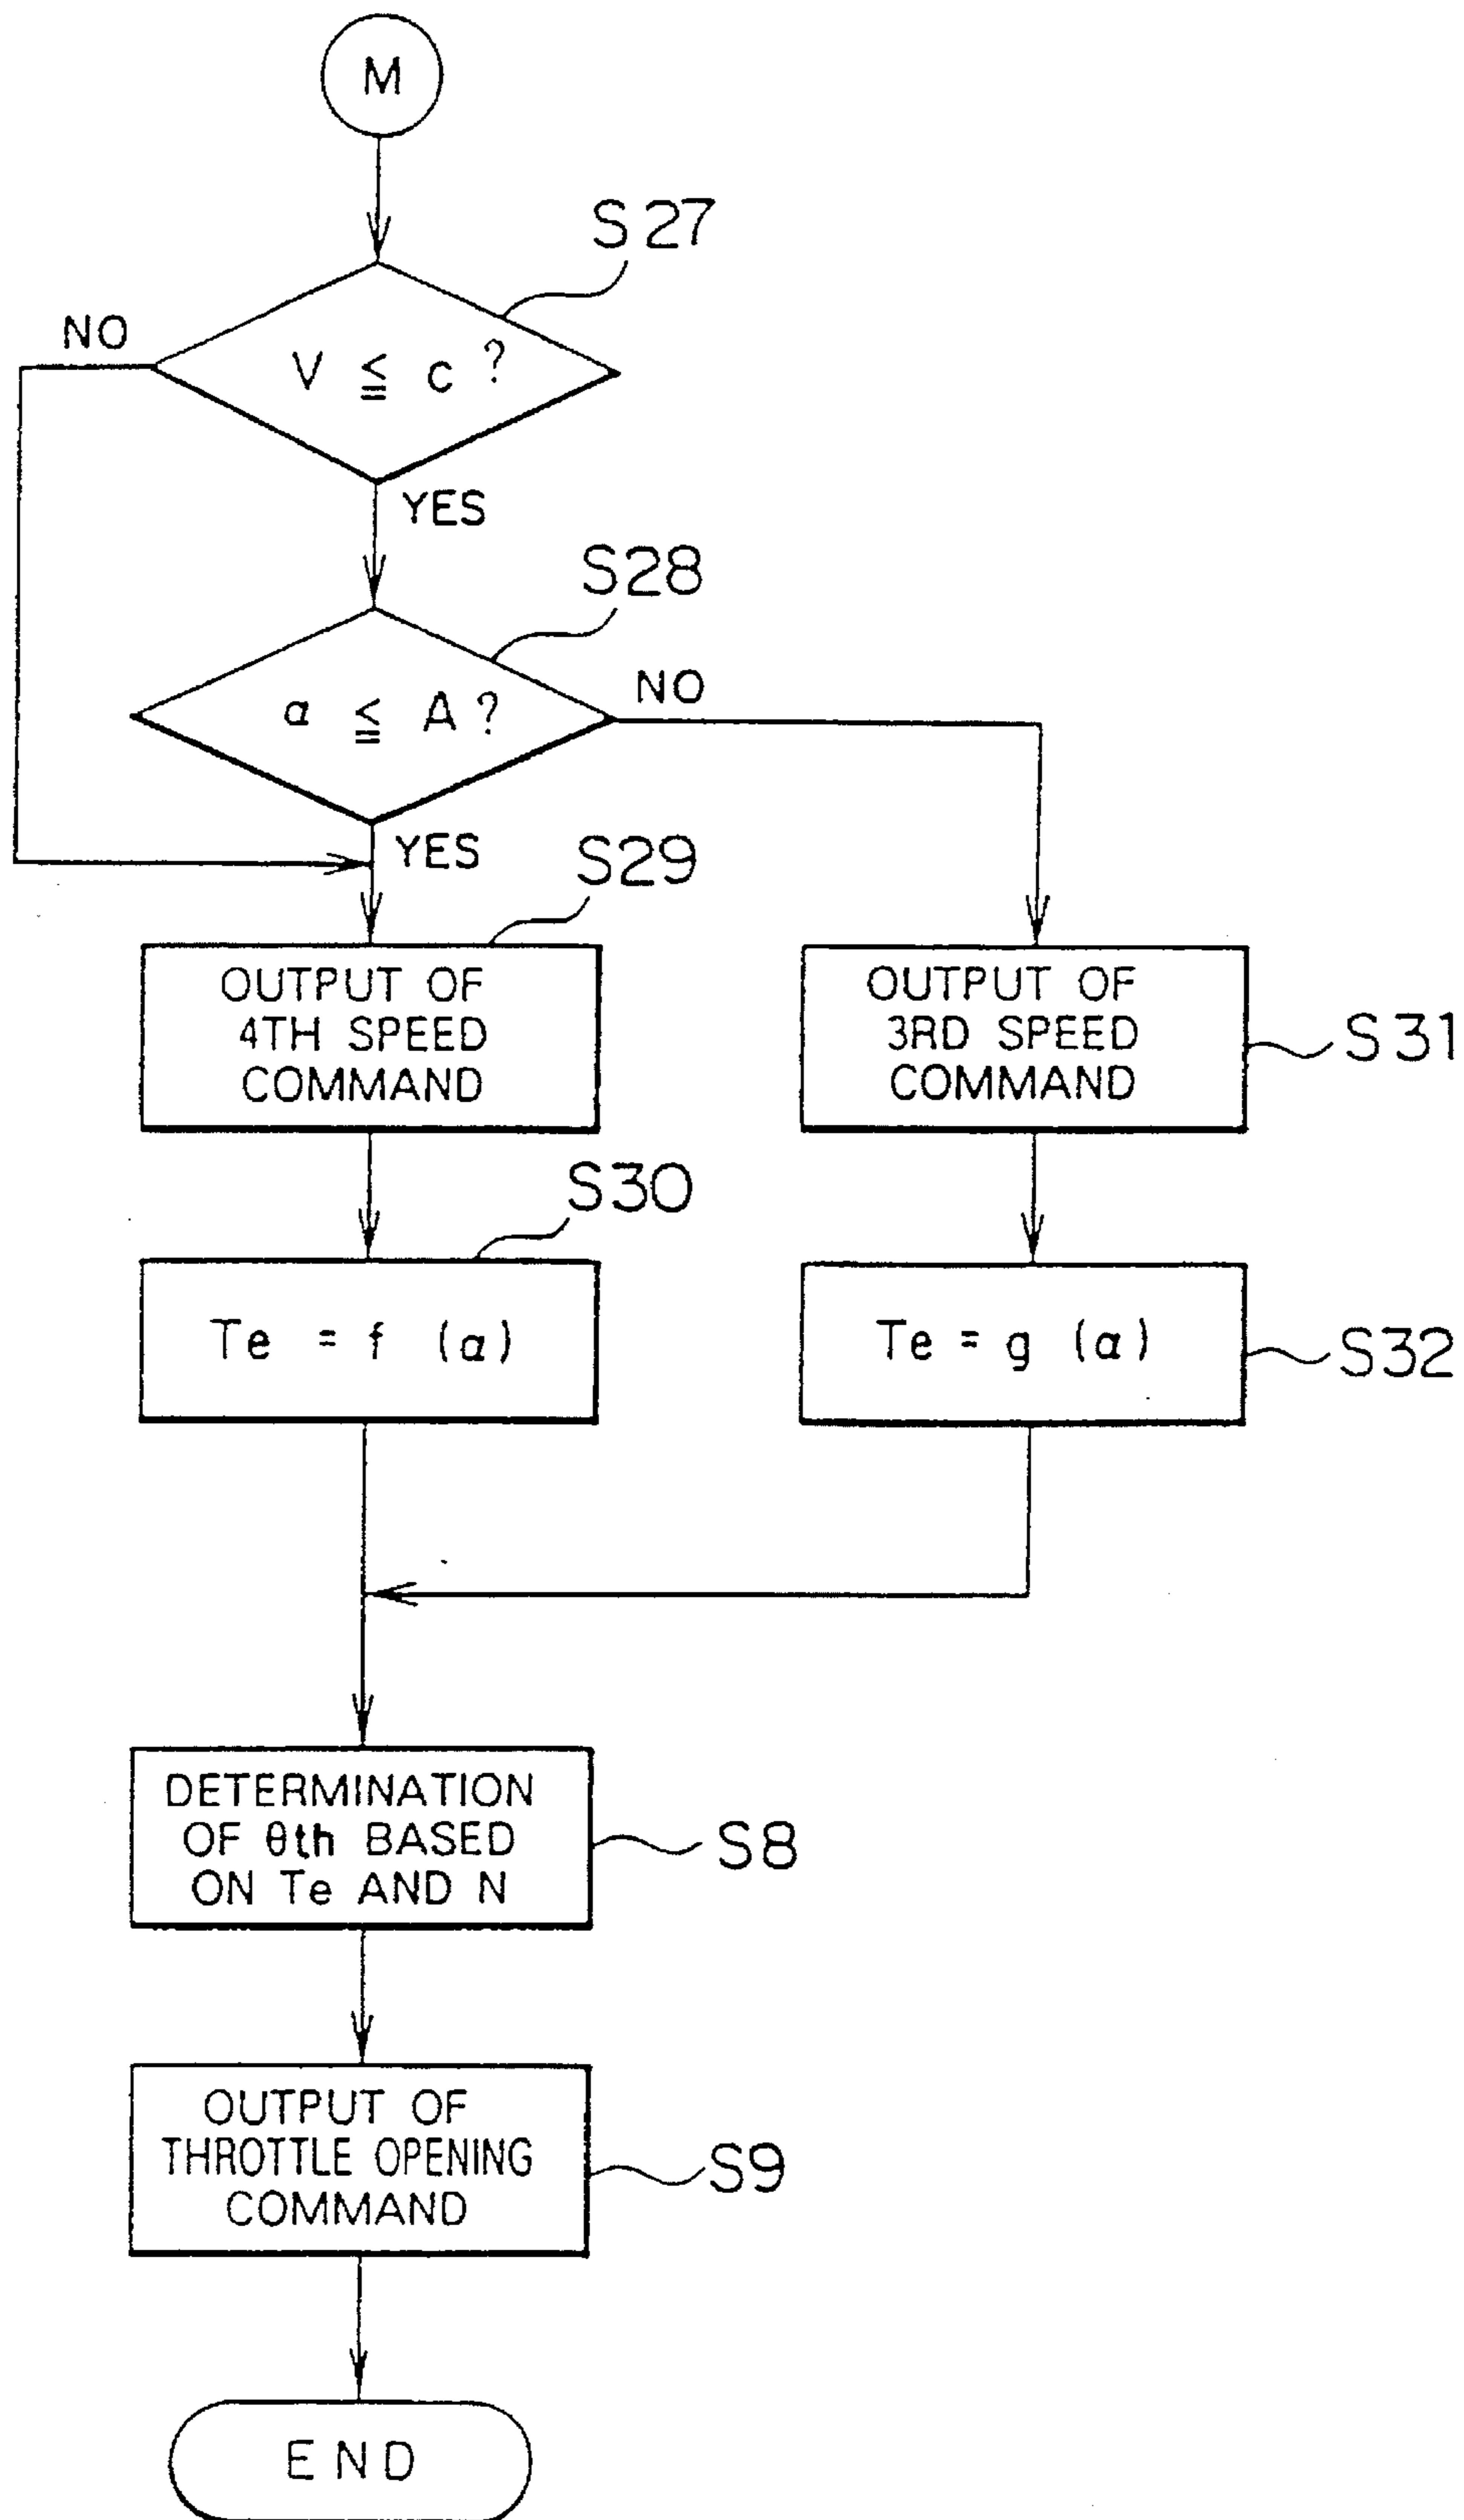 M
S27
NO
V ≦ c ?
YES
S28
α ≦ A ?
NO
YES
S29
OUTPUT OF
4TH SPEED
COMMAND
OUTPUT OF
3RD SPEED
COMMAND
S31
S30
Te = f (α)
Te = g (α)
S32
DETERMINATION
OF θth BASED
ON Te AND N
S8
OUTPUT OF
THROTTLE OPENING
COMMAND
S9
END